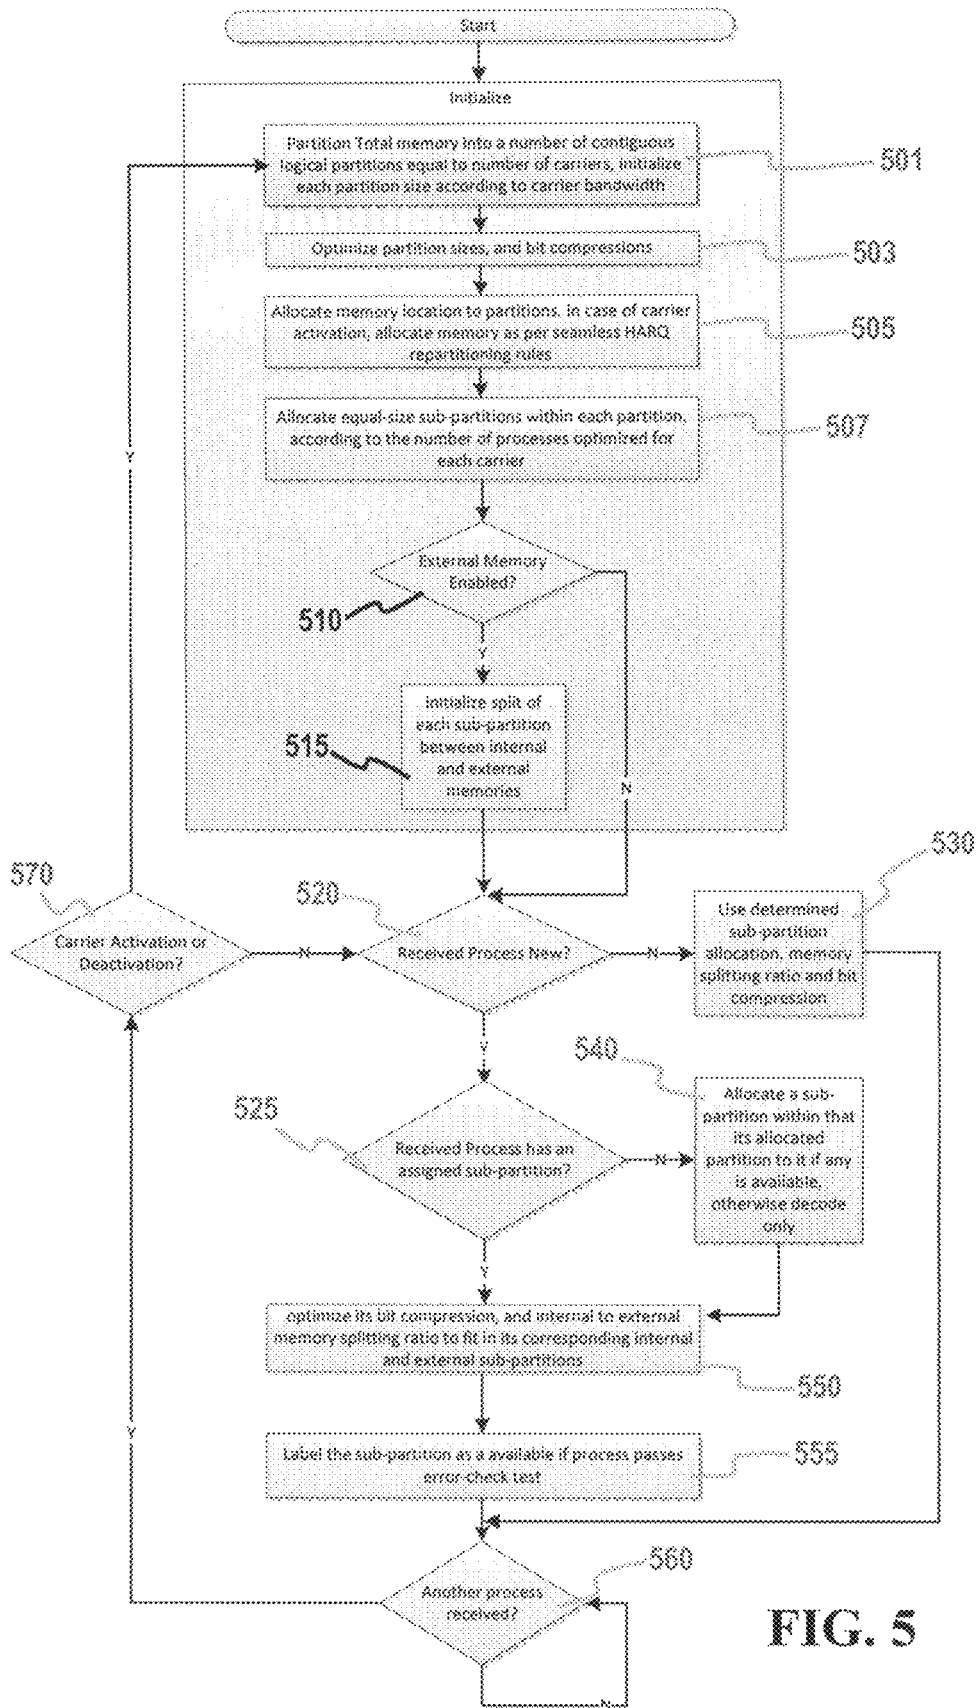 Start
Initialize
Partition Total memory into a number of contiguous
logical partitions equal to number of carriers, initialize
each partition size according to carrier bandwidth
501
Optimize partition sizes, and bit compressions
503
Allocate memory location to partitions. In case of carrier
activation, allocate memory as per seamless HARQ
repartitioning rules
505
Allocate equal-size sub-partitions within each partition,
according to the number of processes optimized for
each carrier
507
Y
External Memory
Enabled?
510
Y
Initialize split of
each sub-partition
between internal
and external
memories
515
N
570
Carrier Activation or
Deactivation?
N
520
Received Process New?
N
530
Use determined
sub-partition
allocation, memory
splitting ratio and bit
compression
Y
525
Received Process has an
assigned sub-partition?
N
540
Allocate a sub-
partition within that
its allocated
partition to it if any
is available,
otherwise decode
only
Y
optimize its bit compression, and internal to external
memory splitting ratio to fit in its corresponding internal
and external sub-partitions
550
Y
Label the sub-partition as a available if process passes
error-check test
555
Another process
received?
560
N
FIG. 5